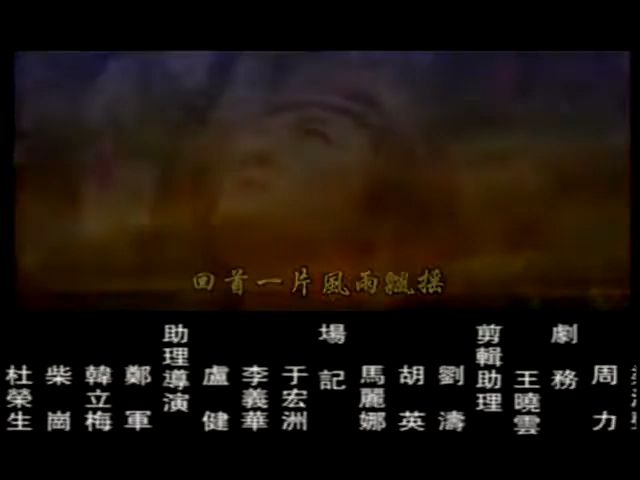 回首一片風雨飄搖
周力
劇務
王曉雲
剪輯助理
劉濤
胡英
馬麗娜
場記
于宏洲
李義華
盧健
助理導演
鄭軍
韓立梅
柴崗
杜榮生